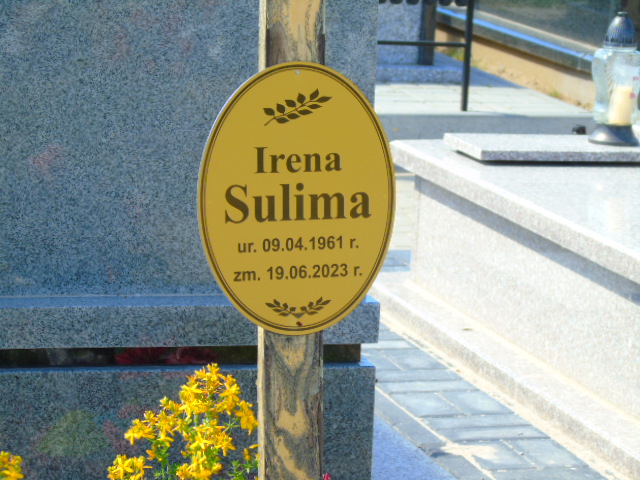 Irena
Sulima
ur. 09.04.1961 r.
zm. 19.06.2023 r.